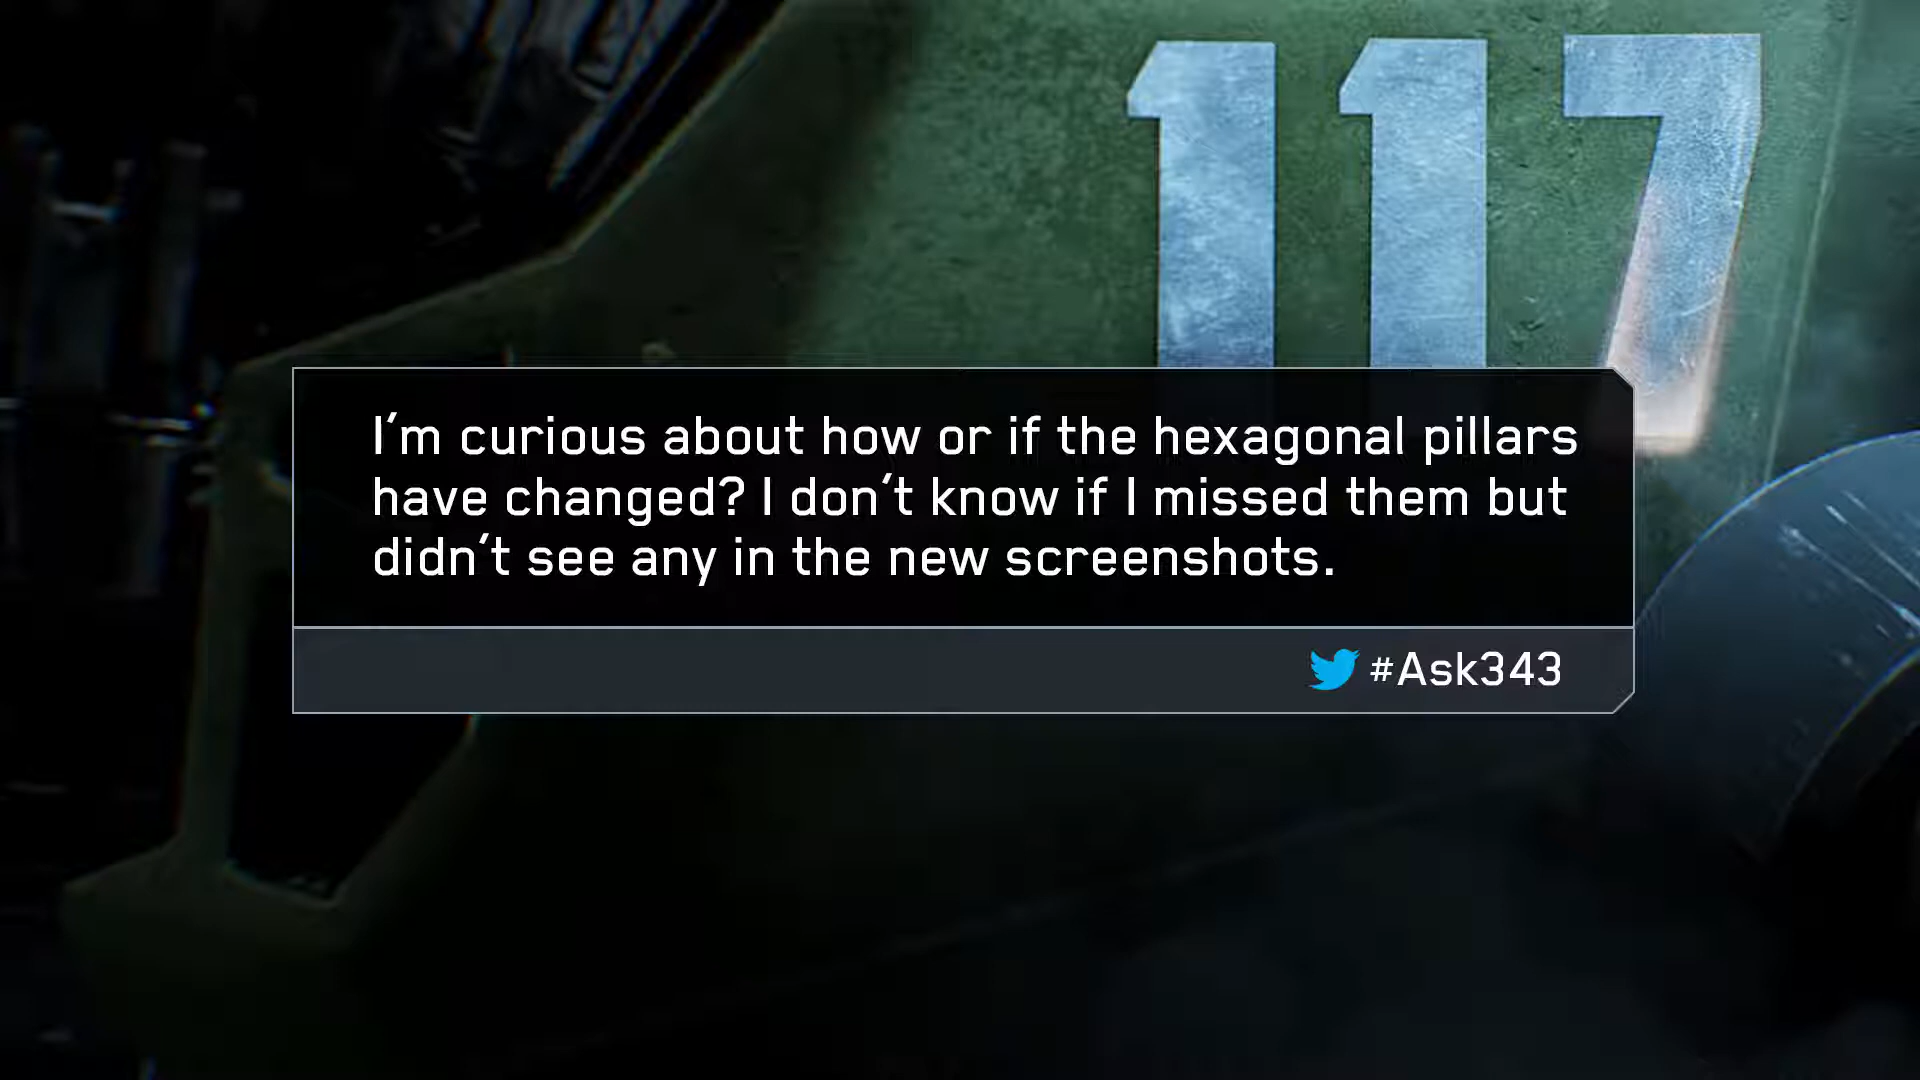 117
I'm curious about how or if the hexagonal pillars
have changed? I don't know if I missed them but
didn't see any in the new screenshots.
#Ask343